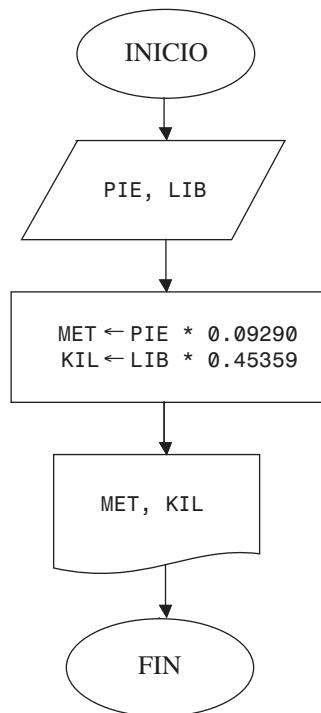 INICIO
PIE, LIB
MET ← PIE * 0.09290
KIL ← LIB * 0.45359
MET, KIL
FIN